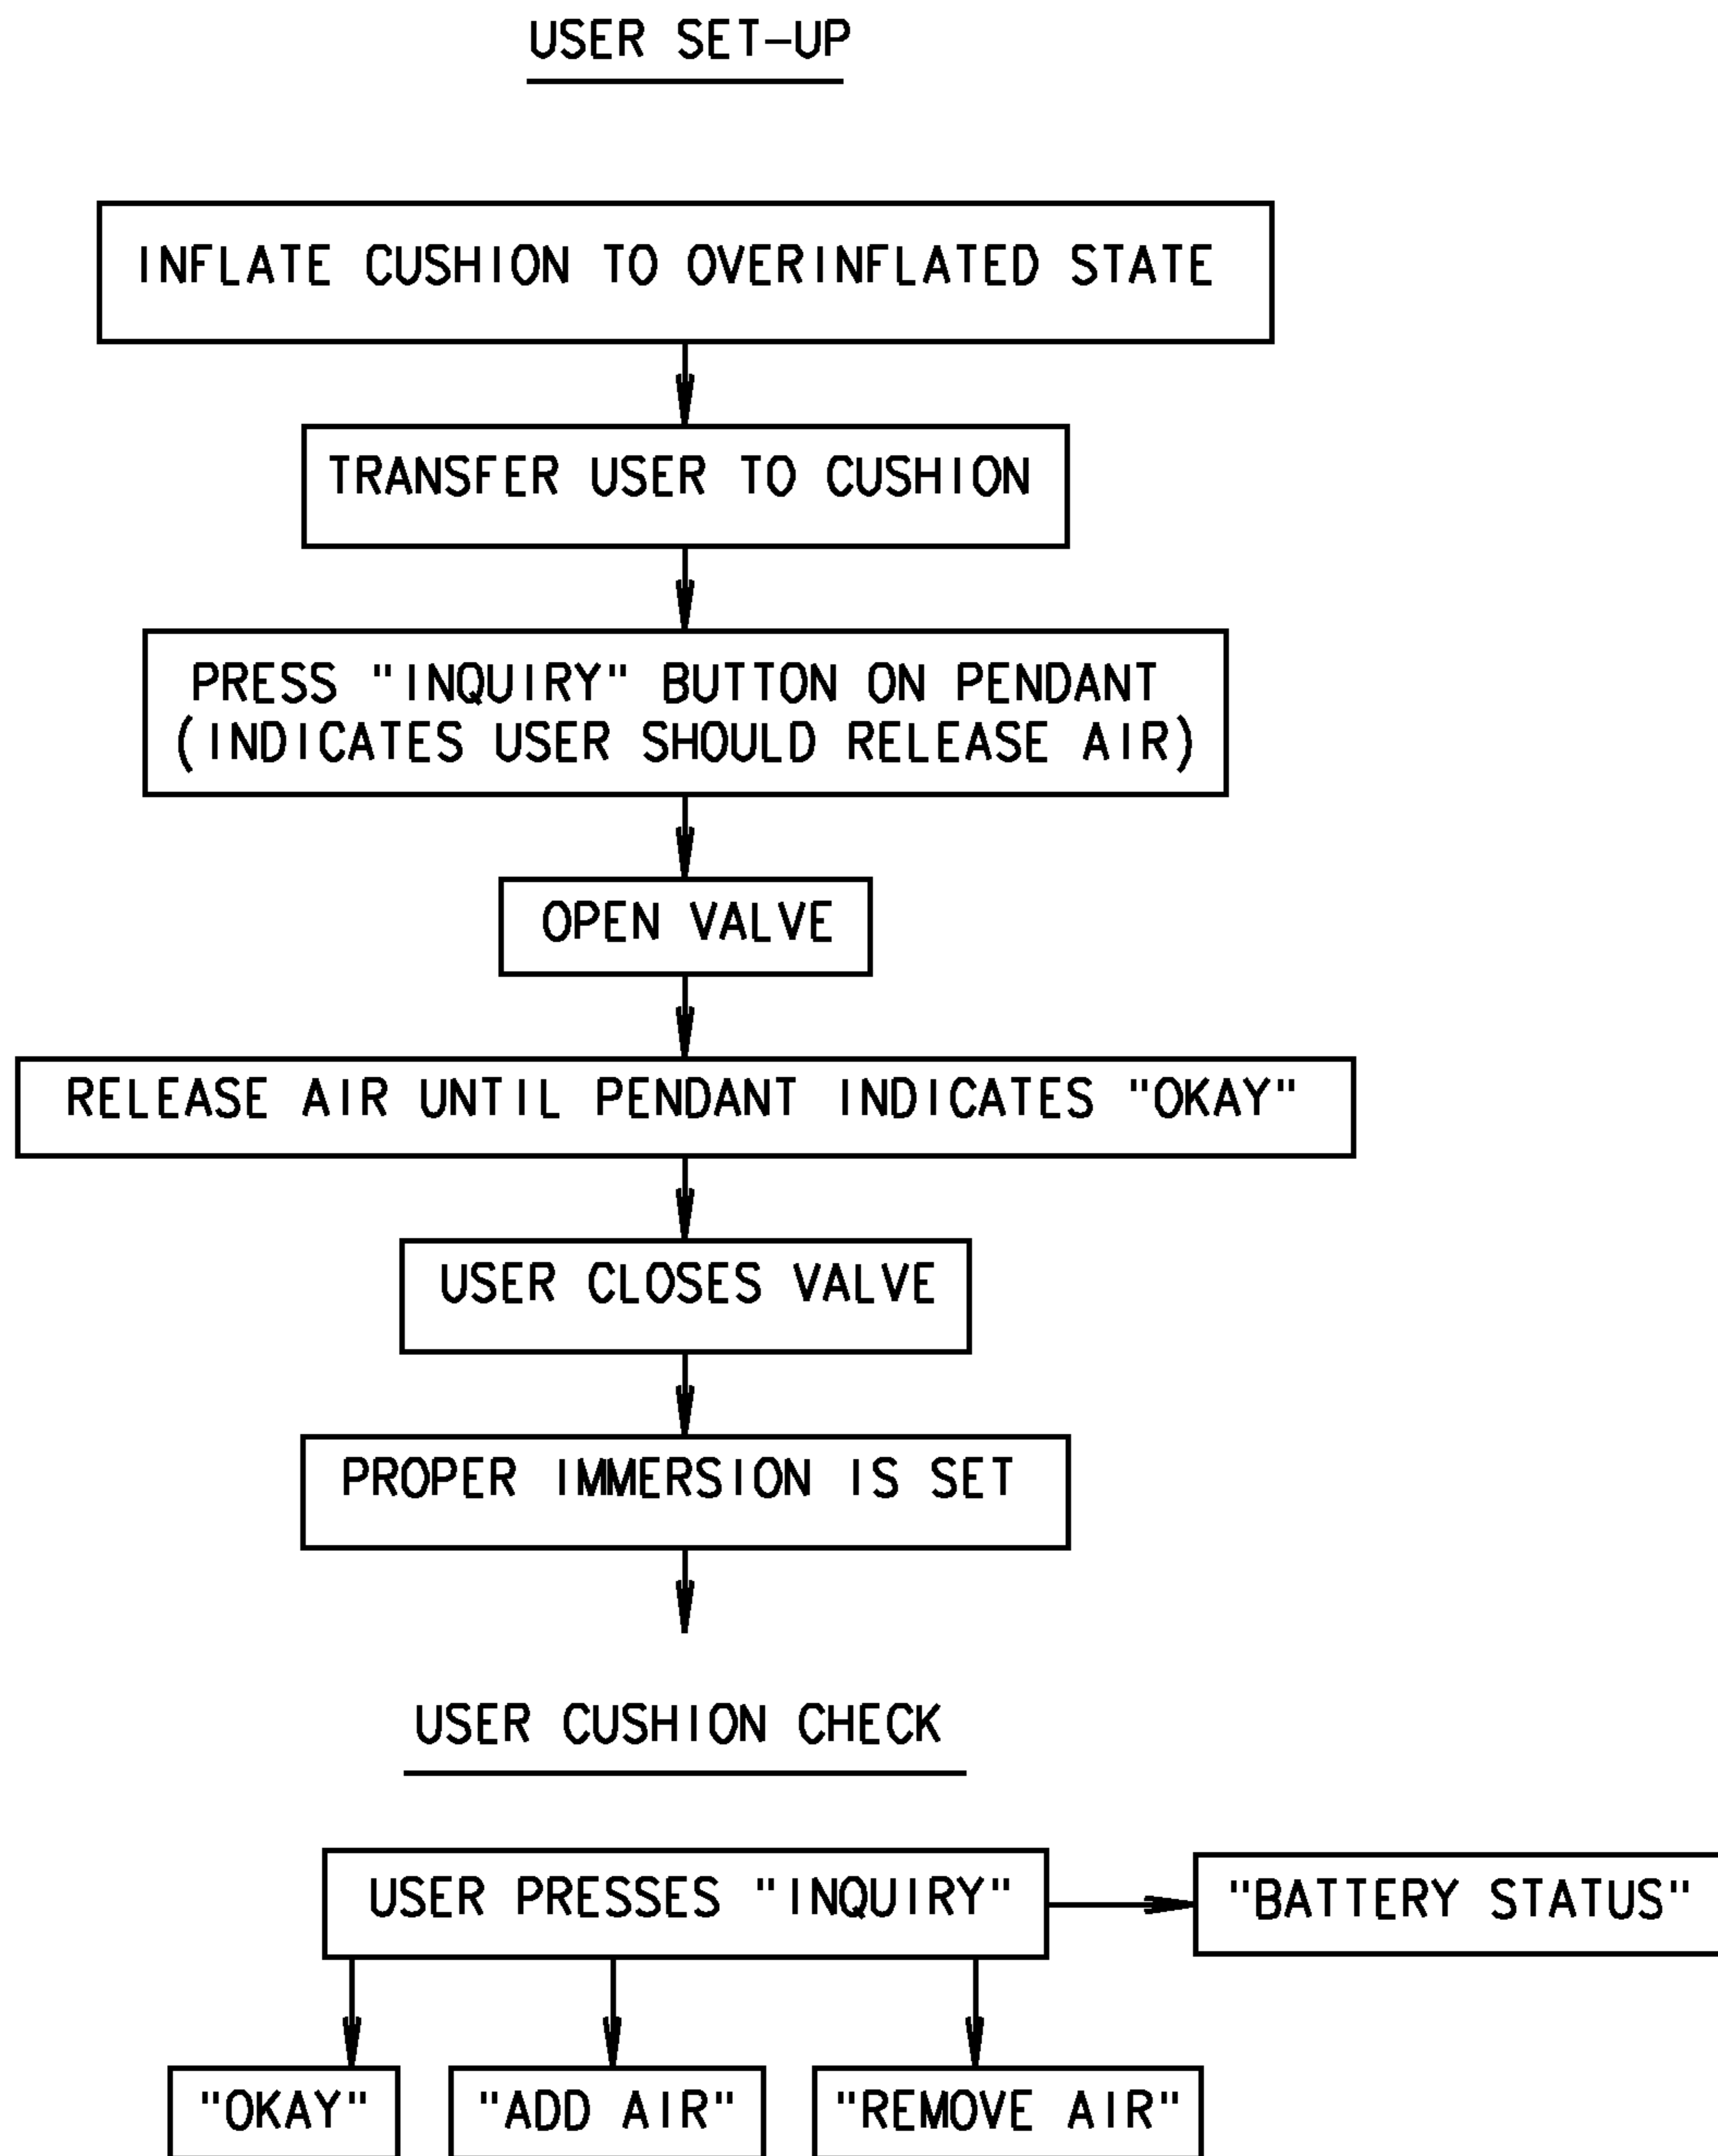 USER SET-UP
INFLATE CUSHION TO OVERINFLATED STATE
TRANSFER USER TO CUSHION
PRESS "INQUIRY" BUTTON ON PENDANT
(INDICATES USER SHOULD RELEASE AIR)
OPEN VALVE
RELEASE AIR UNTIL PENDANT INDICATES "OKAY"
USER CLOSES VALVE
PROPER IMMERSION IS SET
USER CUSHION CHECK
USER PRESSES "INQUIRY"
"BATTERY STATUS"
"OKAY"
"ADD AIR"
"REMOVE AIR"